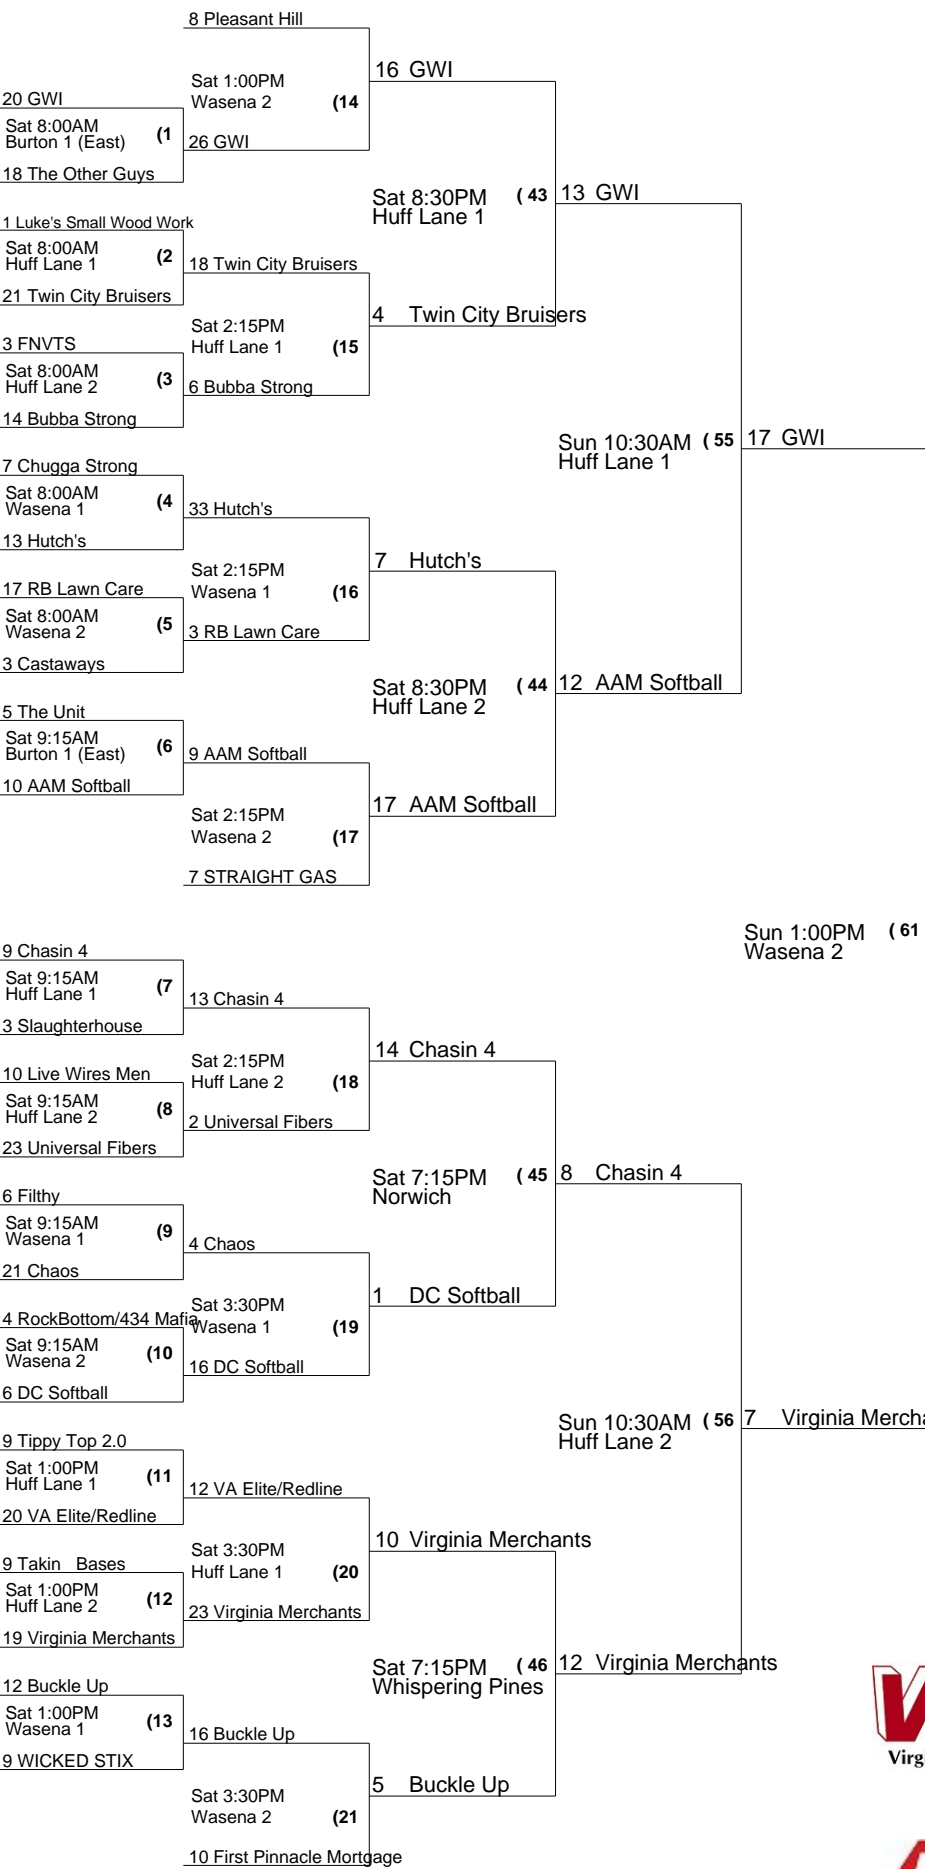 8 Pleasant Hill
16 GWI
Sat 1:00PM
Wasena 2 (14
20 GWI
Sat 8:00AM
Burton 1 (East) (1
26 GWI
18 The Other Guys
Sat 8:30PM ( 43
Huff Lane 1
13 GWI
1 Luke's Small Wood Work
Sat 8:00AM
Huff Lane 1 (2
18 Twin City Bruisers
21 Twin City Bruisers
4 Twin City Bruisers
Sat 2:15PM
Huff Lane 1 (15
3 FNVTS
Sat 8:00AM
Huff Lane 2 (3
6 Bubba Strong
14 Bubba Strong
Sun 10:30AM ( 55
Huff Lane 1
17 GWI
7 Chugga Strong
Sat 8:00AM
Wasena 1 (4
33 Hutch's
13 Hutch's
7 Hutch's
Sat 2:15PM
Wasena 1 (16
17 RB Lawn Care
Sat 8:00AM
Wasena 2 (5
3 RB Lawn Care
3 Castaways
Sat 8:30PM ( 44
Huff Lane 2
12 AAM Softball
5 The Unit
Sat 9:15AM
Burton 1 (East) (6
9 AAM Softball
10 AAM Softball
17 AAM Softball
Sat 2:15PM
Wasena 2 (17
7 STRAIGHT GAS
Sun 1:00PM ( 61
Wasena 2
9 Chasin 4
Sat 9:15AM
Huff Lane 1 (7
13 Chasin 4
3 Slaughterhouse
14 Chasin 4
Sat 2:15PM
Huff Lane 2 (18
10 Live Wires Men
Sat 9:15AM
Huff Lane 2 (8
2 Universal Fibers
23 Universal Fibers
Sat 7:15PM ( 45
Norwich
8 Chasin 4
6 Filthy
Sat 9:15AM
Wasena 1 (9
4 Chaos
21 Chaos
1 DC Softball
Sat 3:30PM
Wasena 1 (19
4 RockBottom/434 Mafia
Sat 9:15AM
Wasena 2 (10
16 DC Softball
6 DC Softball
Sun 10:30AM ( 56
Huff Lane 2
7 Virginia Mercha
9 Tippy Top 2.0
Sat 1:00PM
Huff Lane 1 (11
12 VA Elite/Redline
20 VA Elite/Redline
10 Virginia Merchants
Sat 3:30PM
Huff Lane 1 (20
9 Takin Bases
Sat 1:00PM
Huff Lane 2 (12
23 Virginia Merchants
19 Virginia Merchants
Sat 7:15PM ( 46
Whispering Pines
12 Virginia Merchants
12 Buckle Up
Sat 1:00PM
Wasena 1 (13
16 Buckle Up
9 WICKED STIX
5 Buckle Up
Sat 3:30PM
Wasena 2 (21
10 First Pinnacle Mortgage
Virg